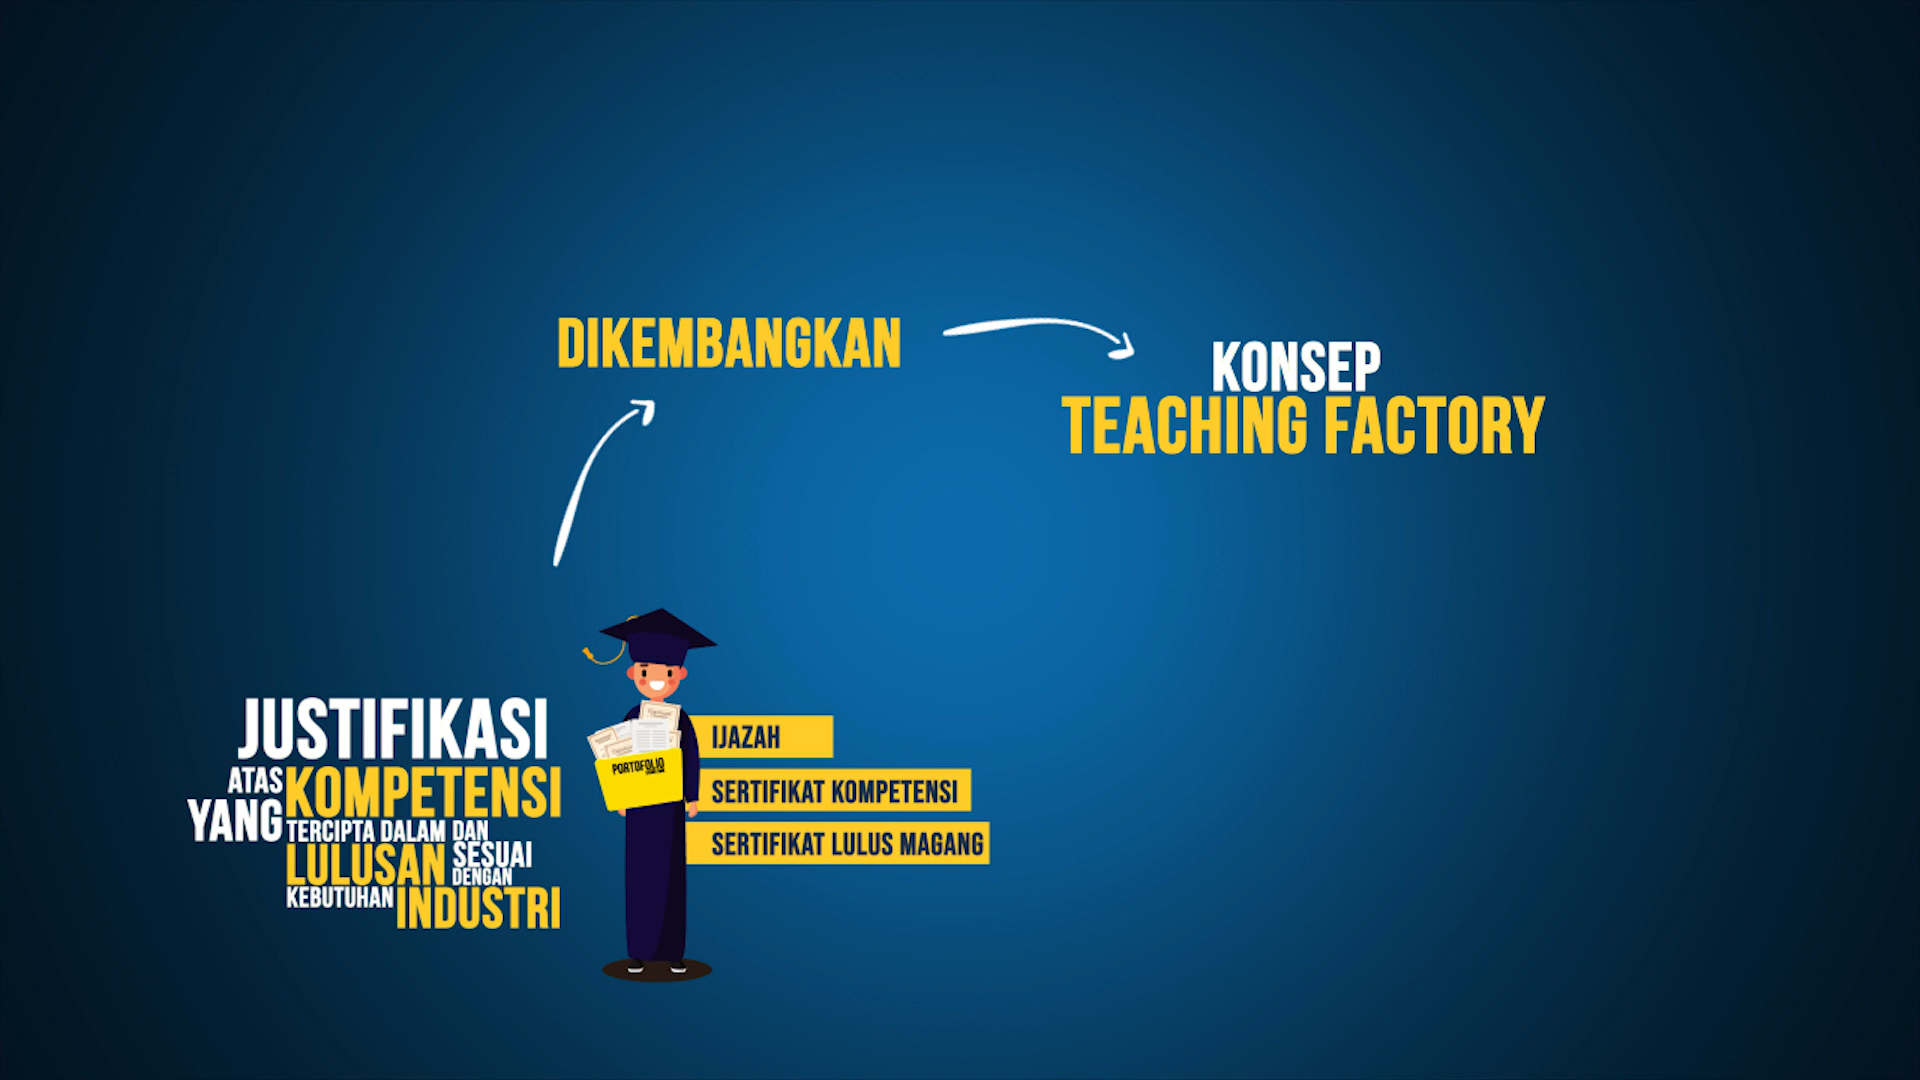 DIKEMBANGKAN
KONSEP
TEACHING FACTORY
JUSTIFIKASI
ATAS KOMPETENSI
YANG TERCIPTA DALAM DAN
LULUSAN SESUAI
DENGAN
KEBUTUHAN INDUSTRI
PORTOFOLIO
IJAZAH
SERTIFIKAT KOMPETENSI
SERTIFIKAT LULUS MAGANG